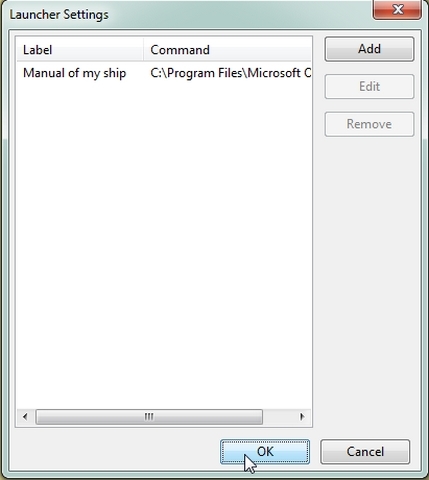 Launcher Settings
Label Command
Manual of my ship C:\Program Files\Microsoft
Add
Edit
Remove
OK
Cancel